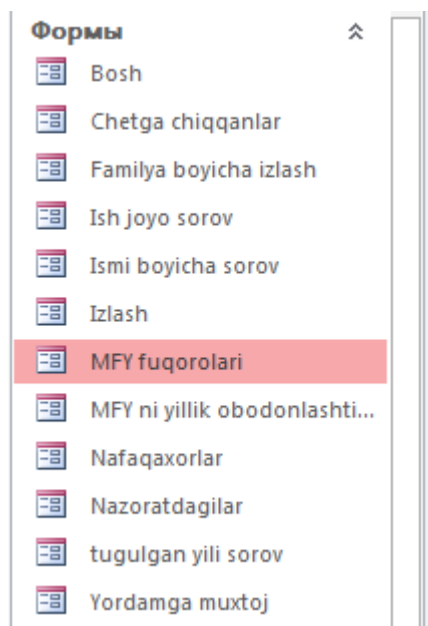 Формы
Bosh
Chetga chiqqanlar
Familya boyicha izlash
Ish joyo sorov
Ismi boyicha sorov
Izlash
MFY fuqorolari
MFY ni yillik obodonlashti...
Nafaqaxorlar
Nazoratdagilar
tugulgan yili sorov
Yordamga muxtoj